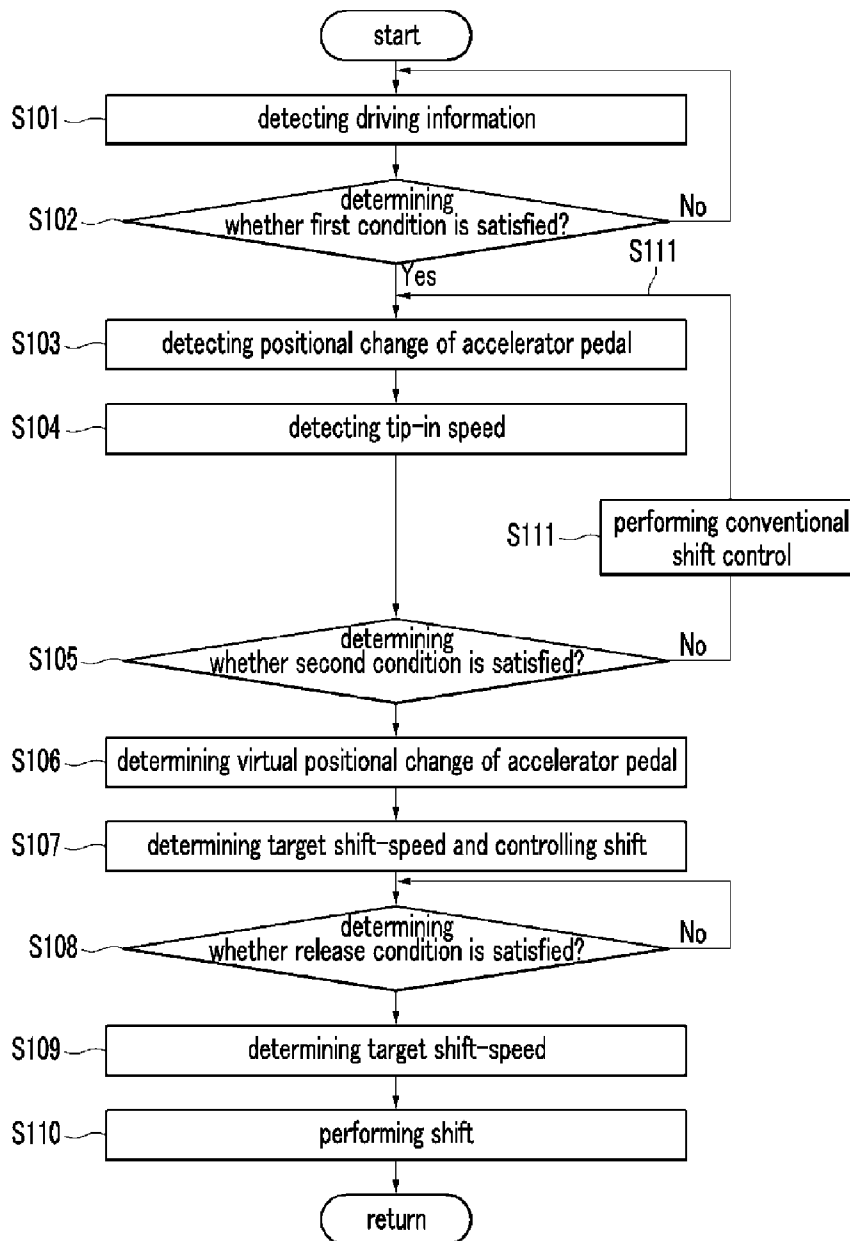 start
S101
detecting driving information
S102
determining
whether first condition is satisfied?
No
Yes
S111
S103
detecting positional change of accelerator pedal
S104
detecting tip-in speed
S111
performing conventional
shift control
S105
determining
whether second condition is satisfied?
No
S106
determining virtual positional change of accelerator pedal
S107
determining target shift-speed and controlling shift
S108
determining
whether release condition is satisfied?
No
S109
determining target shift-speed
S110
performing shift
return